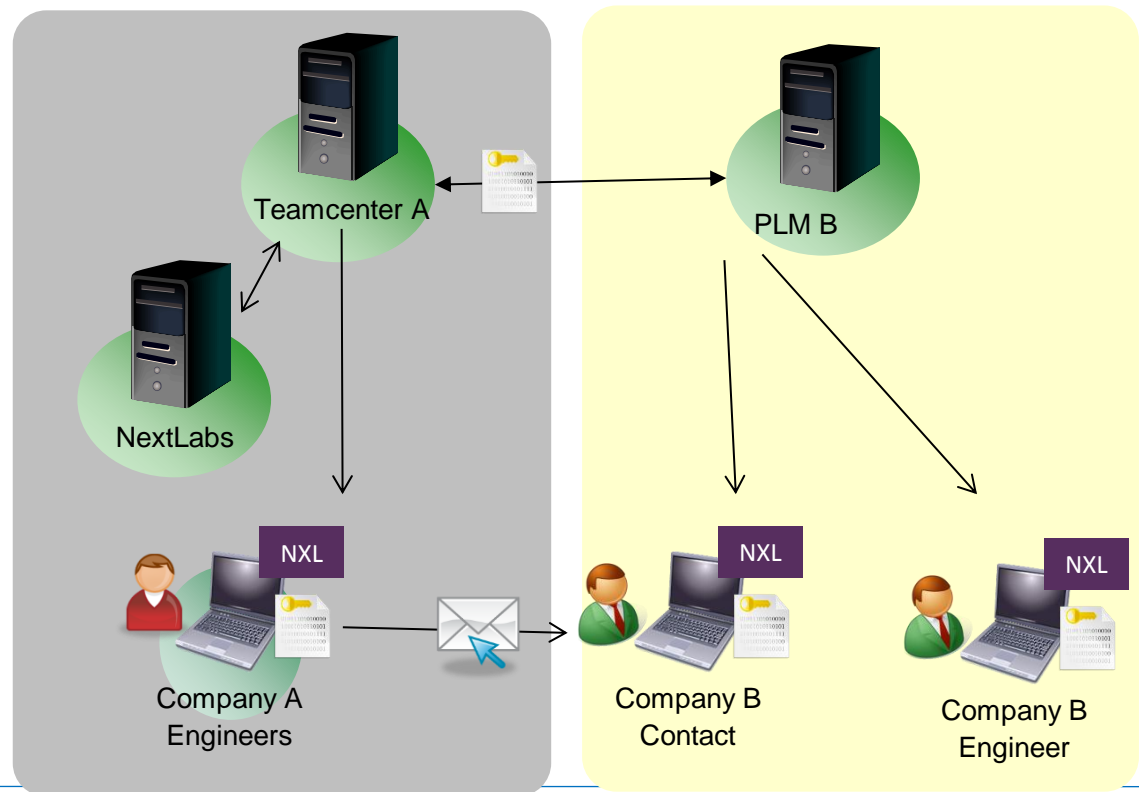 Teamcenter A
PLM B
NextLabs
NXL
NXL
NXL
Company A
Engineers
Company B
Contact
Company B
Engineer